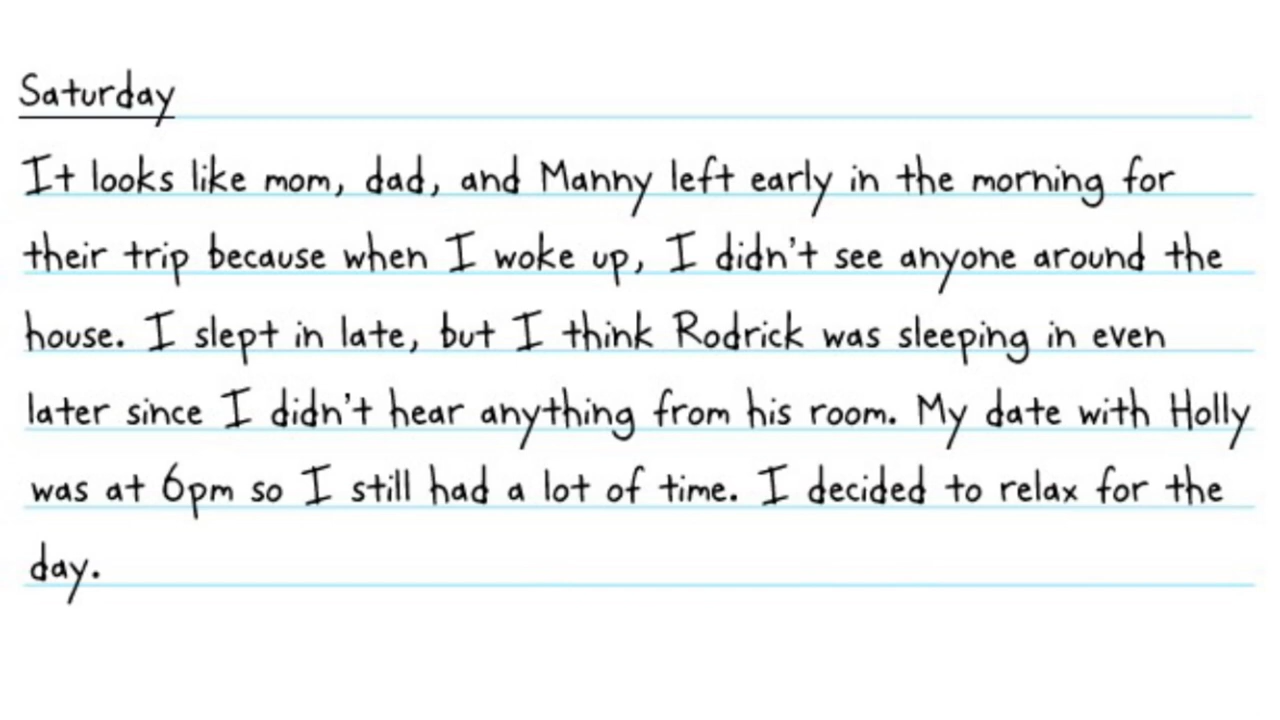 Saturday
It looks like mom, dad, and Manny left early in the morning for
their trip because when I woke up, I didn't see anyone around the
house. I slept in late, but I think Rodrick was sleeping in even
later since I didn't hear anything from his room. My date with Holly
was at 6pm so I still had a lot of time. I decided to relax for the
day.